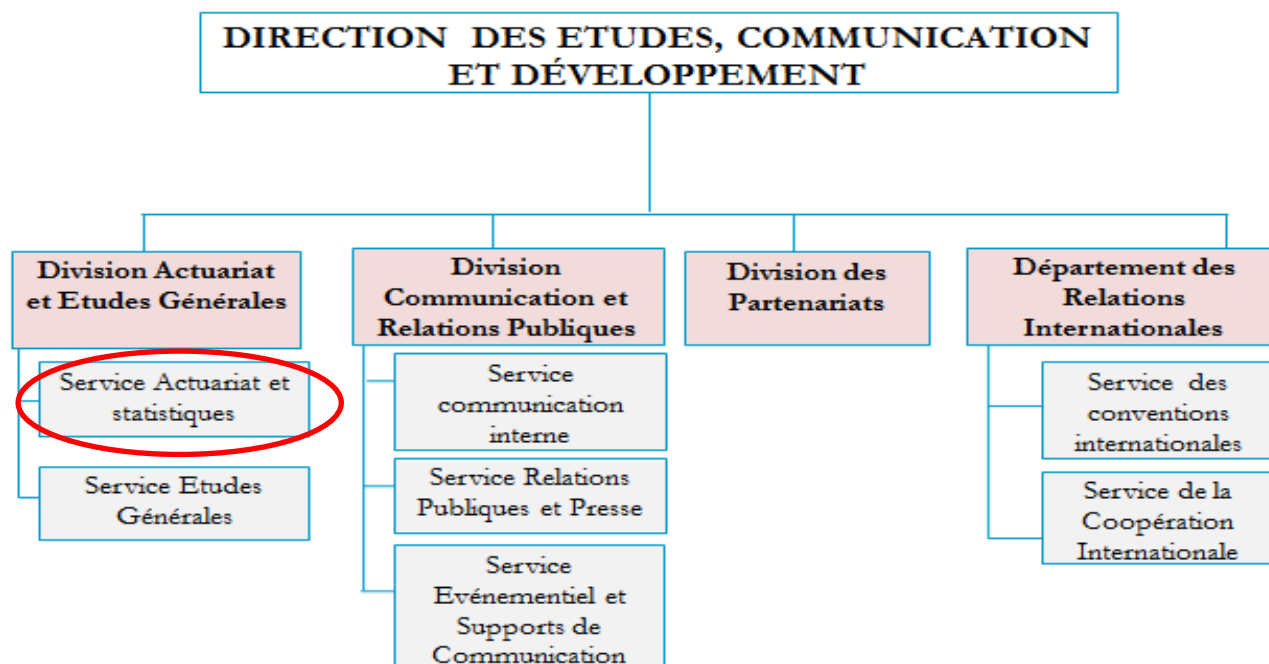 DIRECTION DES ETUDES, COMMUNICATION
ET DÉVELOPPEMENT
Division Actuariat
et Etudes Générales
Service Actuariat et
statistiques
Service Etudes
Générales
Division
Communication et
Relations Publiques
Service
communication
interne
Service Relations
Publiques et Presse
Service
Evénementiel et
Supports de
Communication
Division des
Partenariats
Département des
Relations
Internationales
Service des
conventions
internationales
Service de la
Coopération
Internationale